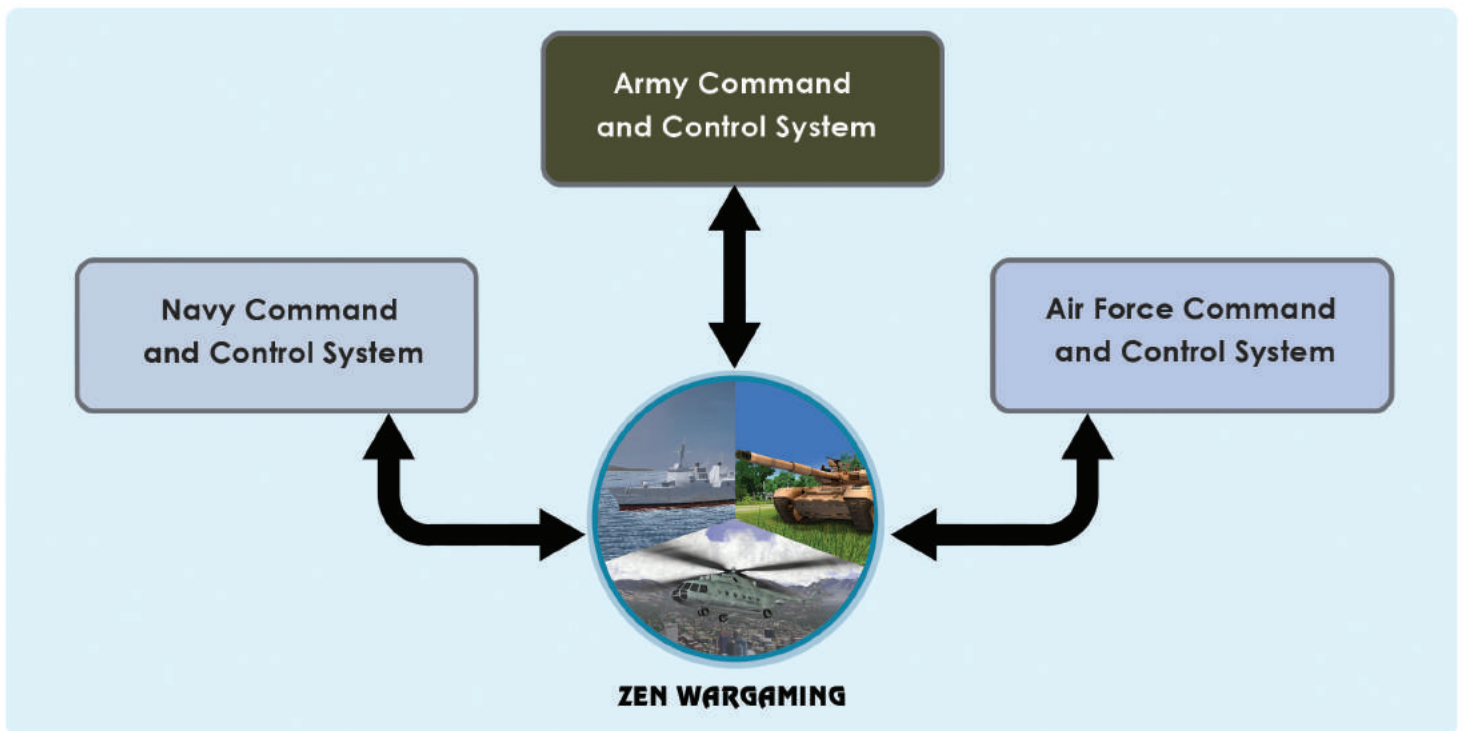 Army Command
and Control System
Navy Command
and Control System
Air Force Command
and Control System
ZEN WARGAMING